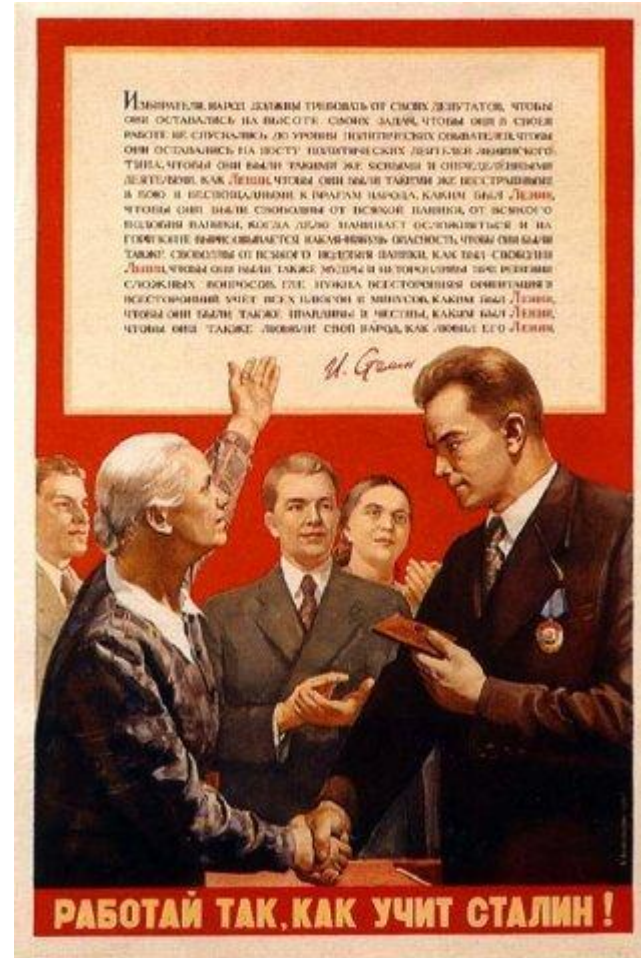 Избиратели, народ должны требовать от своих депутатов, чтобы
они оставались на высоте своих задач, чтобы они в своей
работе не спускались до уровня политических обывателей, чтобы
они оставались на посту политических деятелей ленинского
типа, чтобы они были такими же ясными и определёнными
деятелями, как Ленин, чтобы они были такими же бесстрашными
в бою и беспощадными к врагам народа, каким был Ленин,
чтобы они были свободны от всякой паники, от всякого
подобия паники, когда дело начинает осложняться и на
горизонте вырисовывается какая-нибудь опасность, чтобы они были
также свободны от всякого подобия паники, как был свободен
Ленин, чтобы они были также мудры и неторопливы при решении
сложных вопросов, где нужна всесторонняя ориентация и
всесторонний учёт всех плюсов и минусов, каким был Ленин,
чтобы они были также правдивы и честны, каким был Ленин,
чтобы они также любили свой народ, как любил его Ленин.
И. Сталин
РАБОТАЙ ТАК, КАК УЧИТ СТАЛИН!